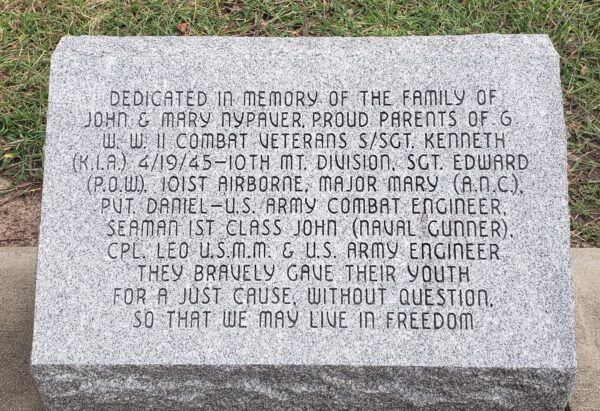 DEDICATED IN MEMORY OF THE FAMILY OF
JOHN & MARY NYPAVER, PROUD PARENTS OF 6
W. W. II COMBAT VETERANS S/SGT. KENNETH
(K.I.A.) 4/19/45–10TH MT. DIVISION, SGT. EDWARD
(P.O.W.), 101ST AIRBORNE, MAJOR MARY (A.N.C.),
PVT. DANIEL–U.S. ARMY COMBAT ENGINEER,
SEAMAN 1ST CLASS JOHN (NAVAL GUNNER),
CPL. LEO U.S.M.M. & U.S. ARMY ENGINEER
THEY BRAVELY GAVE THEIR YOUTH
FOR A JUST CAUSE, WITHOUT QUESTION,
SO THAT WE MAY LIVE IN FREEDOM